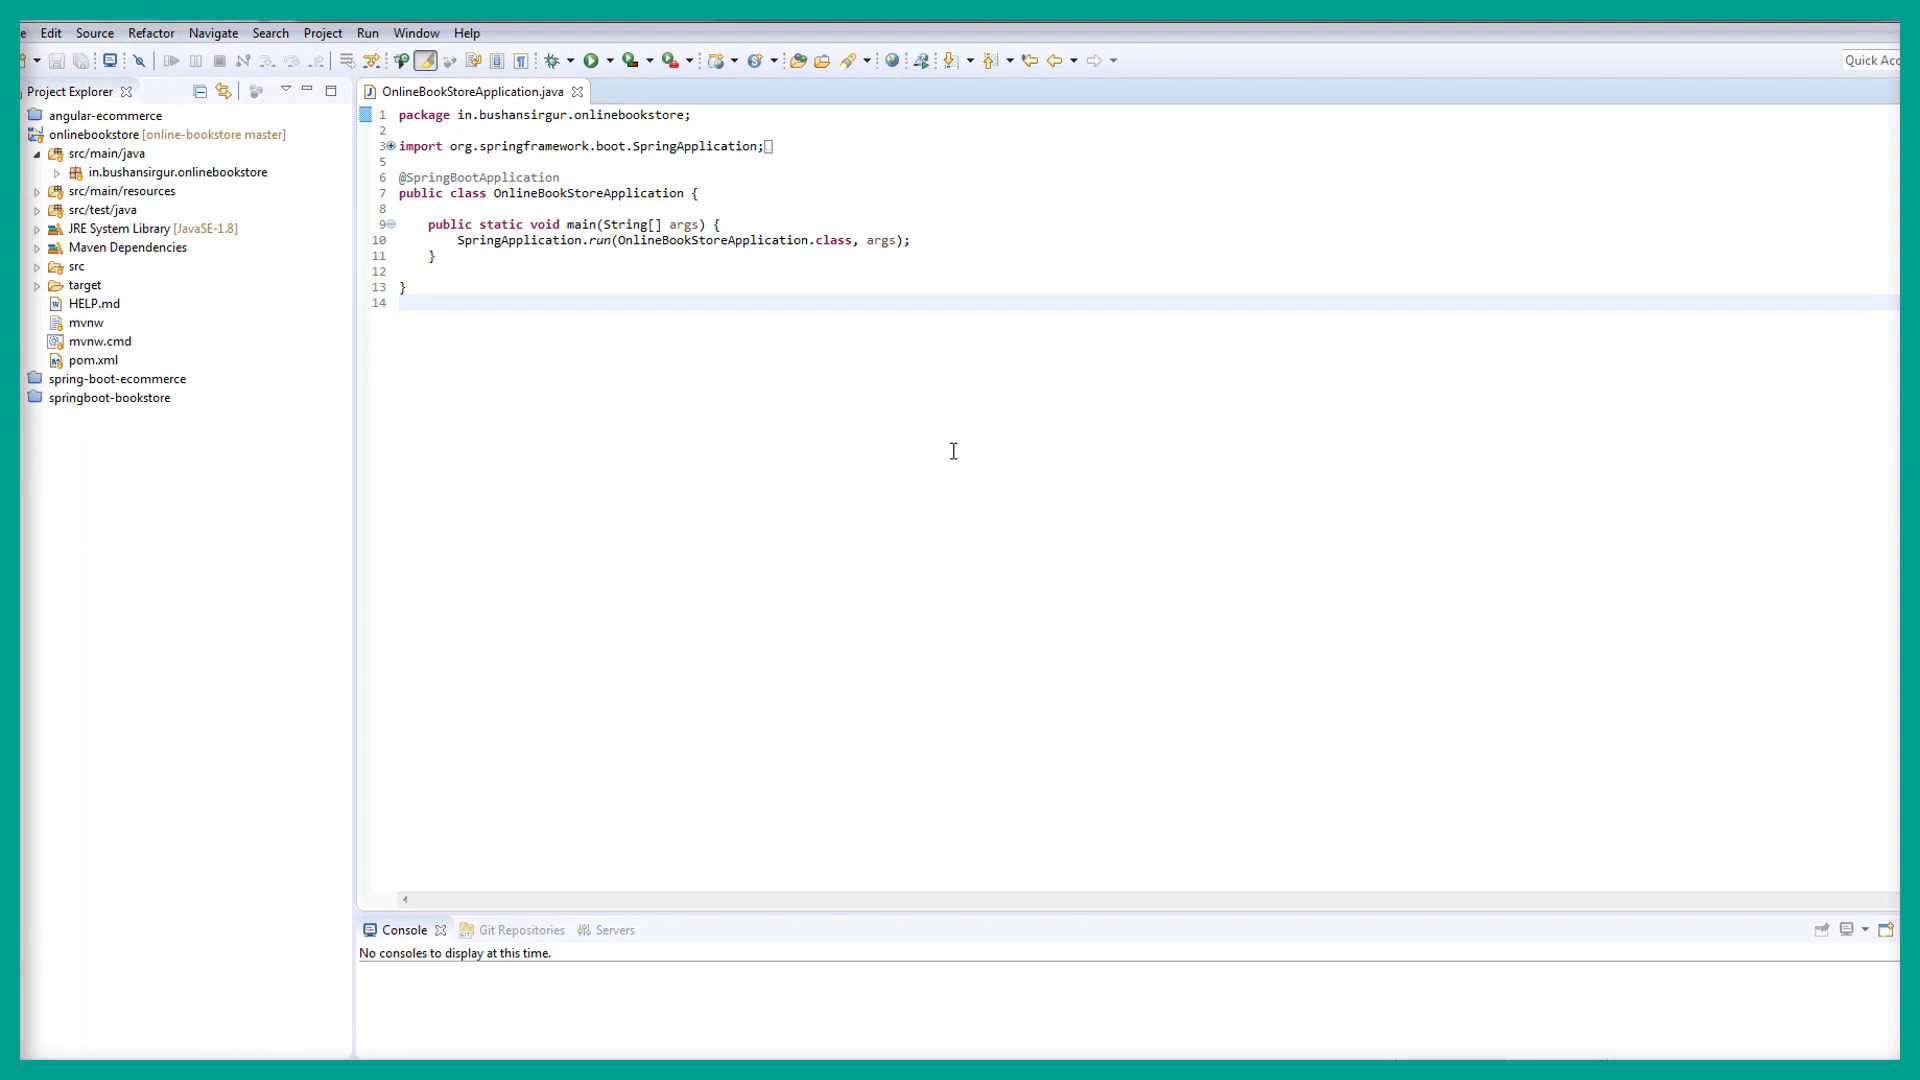 Edit Source Refactor Navigate Search Project Run Window Help
Quick Acc
Project Explorer
angular-ecommerce
onlinebookstore [online-bookstore master]
src/main/java
in.bushansirgur.onlinebookstore
src/main/resources
src/test/java
JRE System Library [JavaSE-1.8]
Maven Dependencies
src
target
HELP.md
mvnw
mvnw.cmd
pom.xml
spring-boot-ecommerce
springboot-bookstore
OnlineBookStoreApplication.java
1 package in.bushansirgur.onlinebookstore;
2
3 import org.springframework.boot.SpringApplication;
5
6 @SpringBootApplication
7 public class OnlineBookStoreApplication {
8
9 public static void main(String[] args) {
10 SpringApplication.run(OnlineBookStoreApplication.class, args);
11 }
12
13 }
14
Console Git Repositories Servers
No consoles to display at this time.